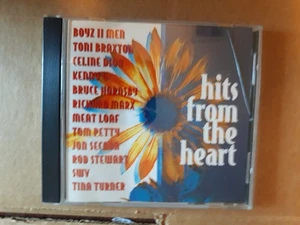 BOYZ II MEN
TONI BRAXTON
CELINE DION
KENNY G
BRUCE HORNSBY
RICHARD MARX
MEAT LOAF
TOM PETTY
JON SECADA
ROD STEWART
SWV
TINA TURNER
hits
from
the
heart